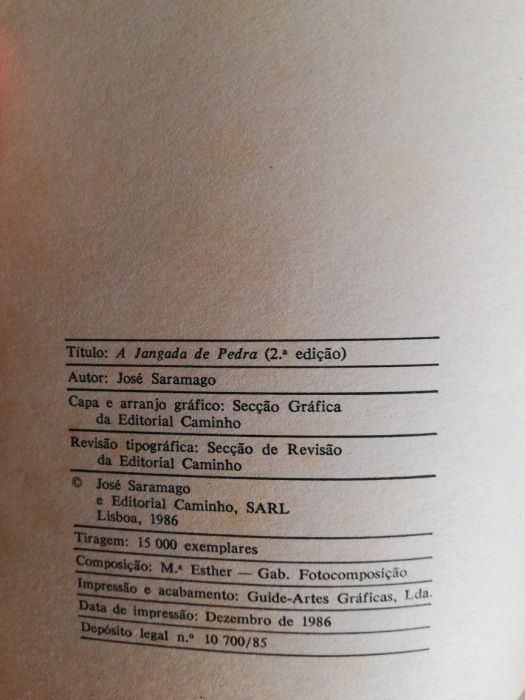 Título: A Jangada de Pedra (2.ª edição)
Autor: José Saramago
Capa e arranjo gráfico: Secção Gráfica
da Editorial Caminho
Revisão tipográfica: Secção de Revisão
da Editorial Caminho
© José Saramago
e Editorial Caminho, SARL
Lisboa, 1986
Tiragem: 15 000 exemplares
Composição: M.ª Esther — Gab. Fotocomposição
Impressão e acabamento: Guide-Artes Gráficas, Lda.
Data de impressão: Dezembro de 1986
Depósito legal n.º 10 700/85